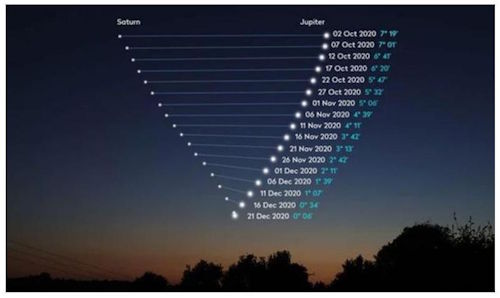 Saturn
Jupiter
02 Oct 2020 7° 19'
07 Oct 2020 7° 01'
12 Oct 2020 6° 41'
17 Oct 2020 6° 20'
22 Oct 2020 5° 47'
27 Oct 2020 5° 32'
01 Nov 2020 5° 06'
06 Nov 2020 4° 39'
11 Nov 2020 4° 11'
16 Nov 2020 3° 42'
21 Nov 2020 3° 13'
26 Nov 2020 2° 42'
01 Dec 2020 2° 11'
06 Dec 2020 1° 39'
11 Dec 2020 1° 07'
16 Dec 2020 0° 34'
21 Dec 2020 0° 06'